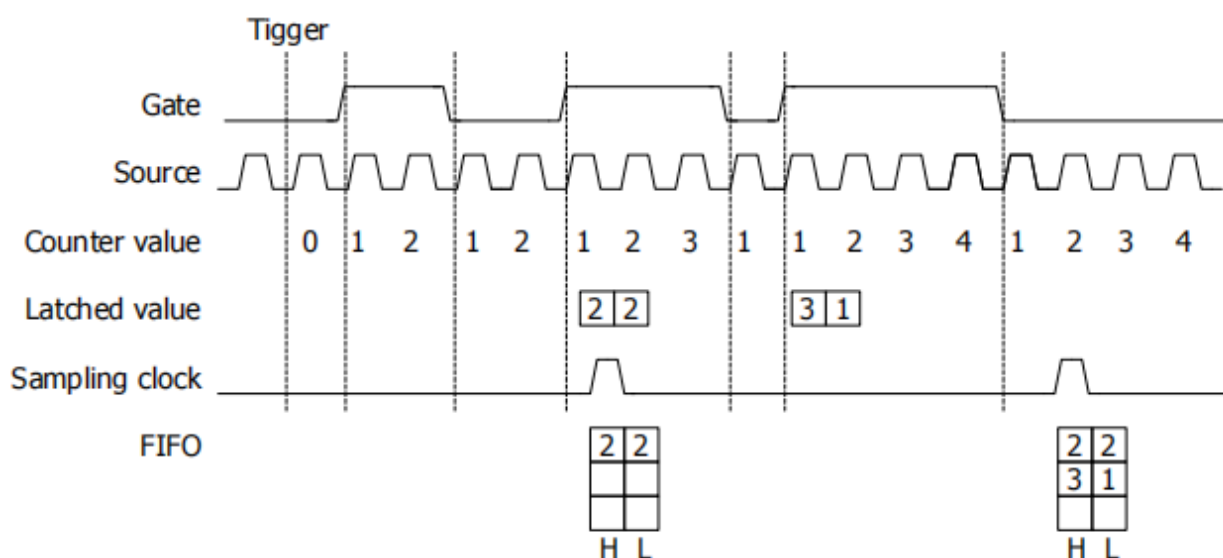 Tigger
Gate
Source
Counter value 0 1 2 1 2 1 2 3 1 1 2 3 4 1 2 3 4
Latched value 2 2 3 1
Sampling clock
FIFO 2 2 2 2
3 1
H L H L